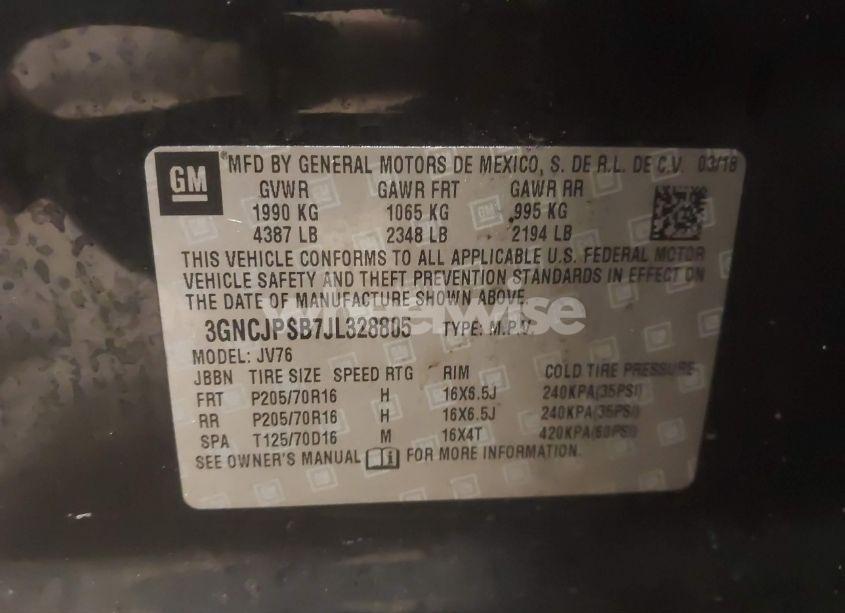 GM ® MFD BY GENERAL MOTORS DE MEXICO, S. DE R.L. DE C.V. 03/18
GVWR GAWR FRT GAWR RR
1990 KG 1065 KG 995 KG
4387 LB 2348 LB 2194 LB
THIS VEHICLE CONFORMS TO ALL APPLICABLE U.S. FEDERAL MOTOR
VEHICLE SAFETY AND THEFT PREVENTION STANDARDS IN EFFECT ON
THE DATE OF MANUFACTURE SHOWN ABOVE.
wheelwise
3GNCJPSB7JL328805 TYPE: M.P.V.
MODEL: JV76
JBBN TIRE SIZE SPEED RTG RIM COLD TIRE PRESSURE
FRT P205/70R16 H 16X6.5J 240KPA(35PSI)
RR P205/70R16 H 16X6.5J 240KPA(35PSI)
SPA T125/70D16 M 16X4T 420KPA(60PSI)
SEE OWNER'S MANUAL i FOR MORE INFORMATION.